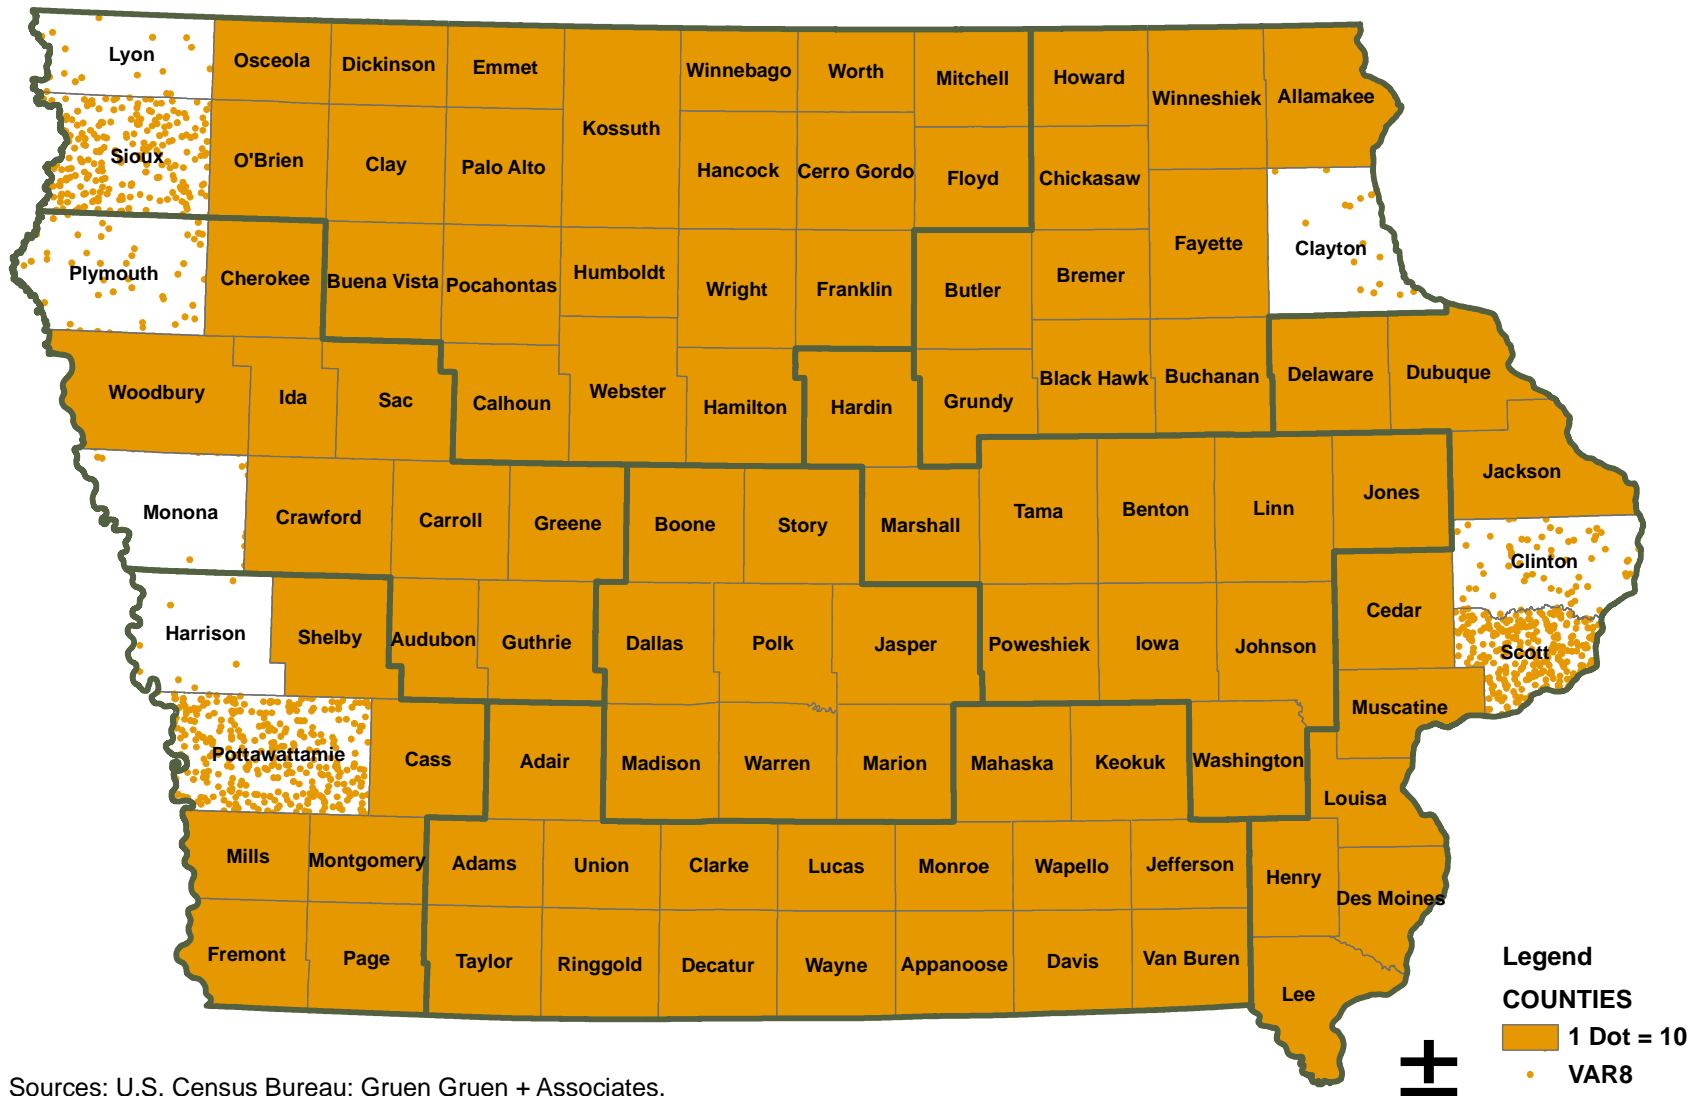 Lyon
Osceola
Dickinson
Emmet
Winnebago
Worth
Mitchell
Howard
Winneshiek
Allamakee
Kossuth
Sioux
O'Brien
Clay
Palo Alto
Hancock
Cerro Gordo
Floyd
Chickasaw
Fayette
Clayton
Plymouth
Cherokee
Buena Vista
Pocahontas
Humboldt
Wright
Franklin
Butler
Bremer
Woodbury
Ida
Sac
Calhoun
Webster
Hamilton
Hardin
Grundy
Black Hawk
Buchanan
Delaware
Dubuque
Jackson
Monona
Crawford
Carroll
Greene
Boone
Story
Marshall
Tama
Benton
Linn
Jones
Clinton
Cedar
Harrison
Shelby
Audubon
Guthrie
Dallas
Polk
Jasper
Poweshiek
Iowa
Johnson
Scott
Muscatine
Pottawattamie
Cass
Adair
Madison
Warren
Marion
Mahaska
Keokuk
Washington
Louisa
Mills
Montgomery
Adams
Union
Clarke
Lucas
Monroe
Wapello
Jefferson
Henry
Des Moines
Fremont
Page
Taylor
Ringgold
Decatur
Wayne
Appanoose
Davis
Van Buren
Lee
Legend
COUNTIES
1 Dot = 10
VAR8
Sources: U.S. Census Bureau; Gruen Gruen + Associates.